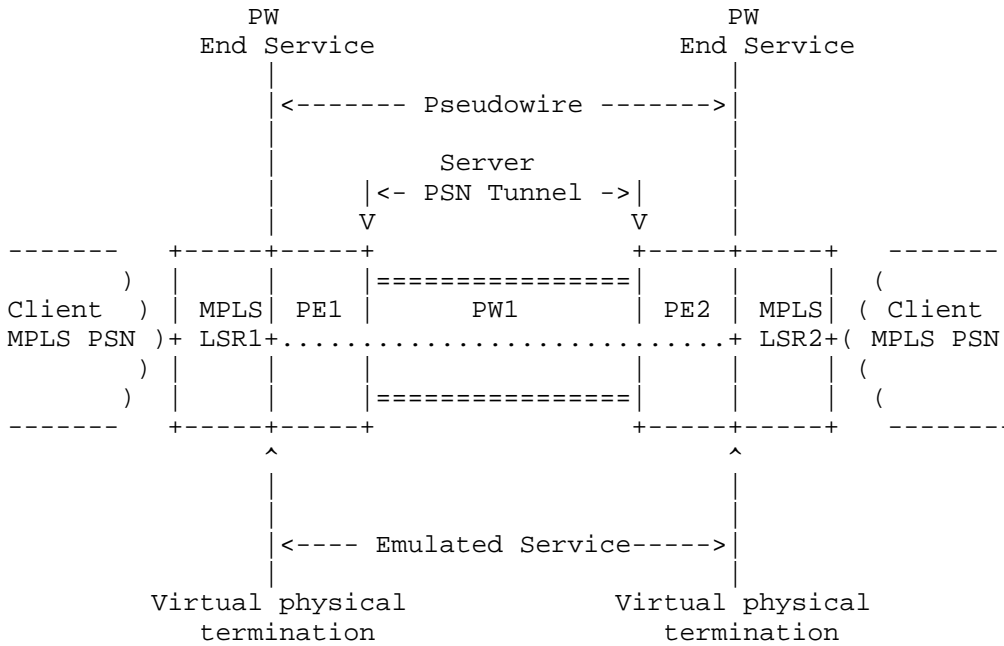 PW                                    PW
                End Service                           End Service
                     |                                     |
                     |<------- Pseudowire ------->|
                     |                                     |
                     |             Server                  |
                     |     |<- PSN Tunnel ->|     |
                     |     V                     V     |
-------   +-----+-----+                +-----+-----+   -------
       )  |     |     |================|     |     |  (
Client  ) | MPLS| PE1 |      PW1       | PE2 | MPLS| ( Client
MPLS PSN )+ LSR1+............................+ LSR2+( MPLS PSN
        ) |     |     |                |     |     | (
       )  |     |     |================|     |     |  (
-------   +-----+-----+                +-----+-----+   --------
                ^                            ^
                |                            |
                |                            |
                |<---- Emulated Service----->|
                |                            |
         Virtual physical             Virtual physical
           termination                  termination